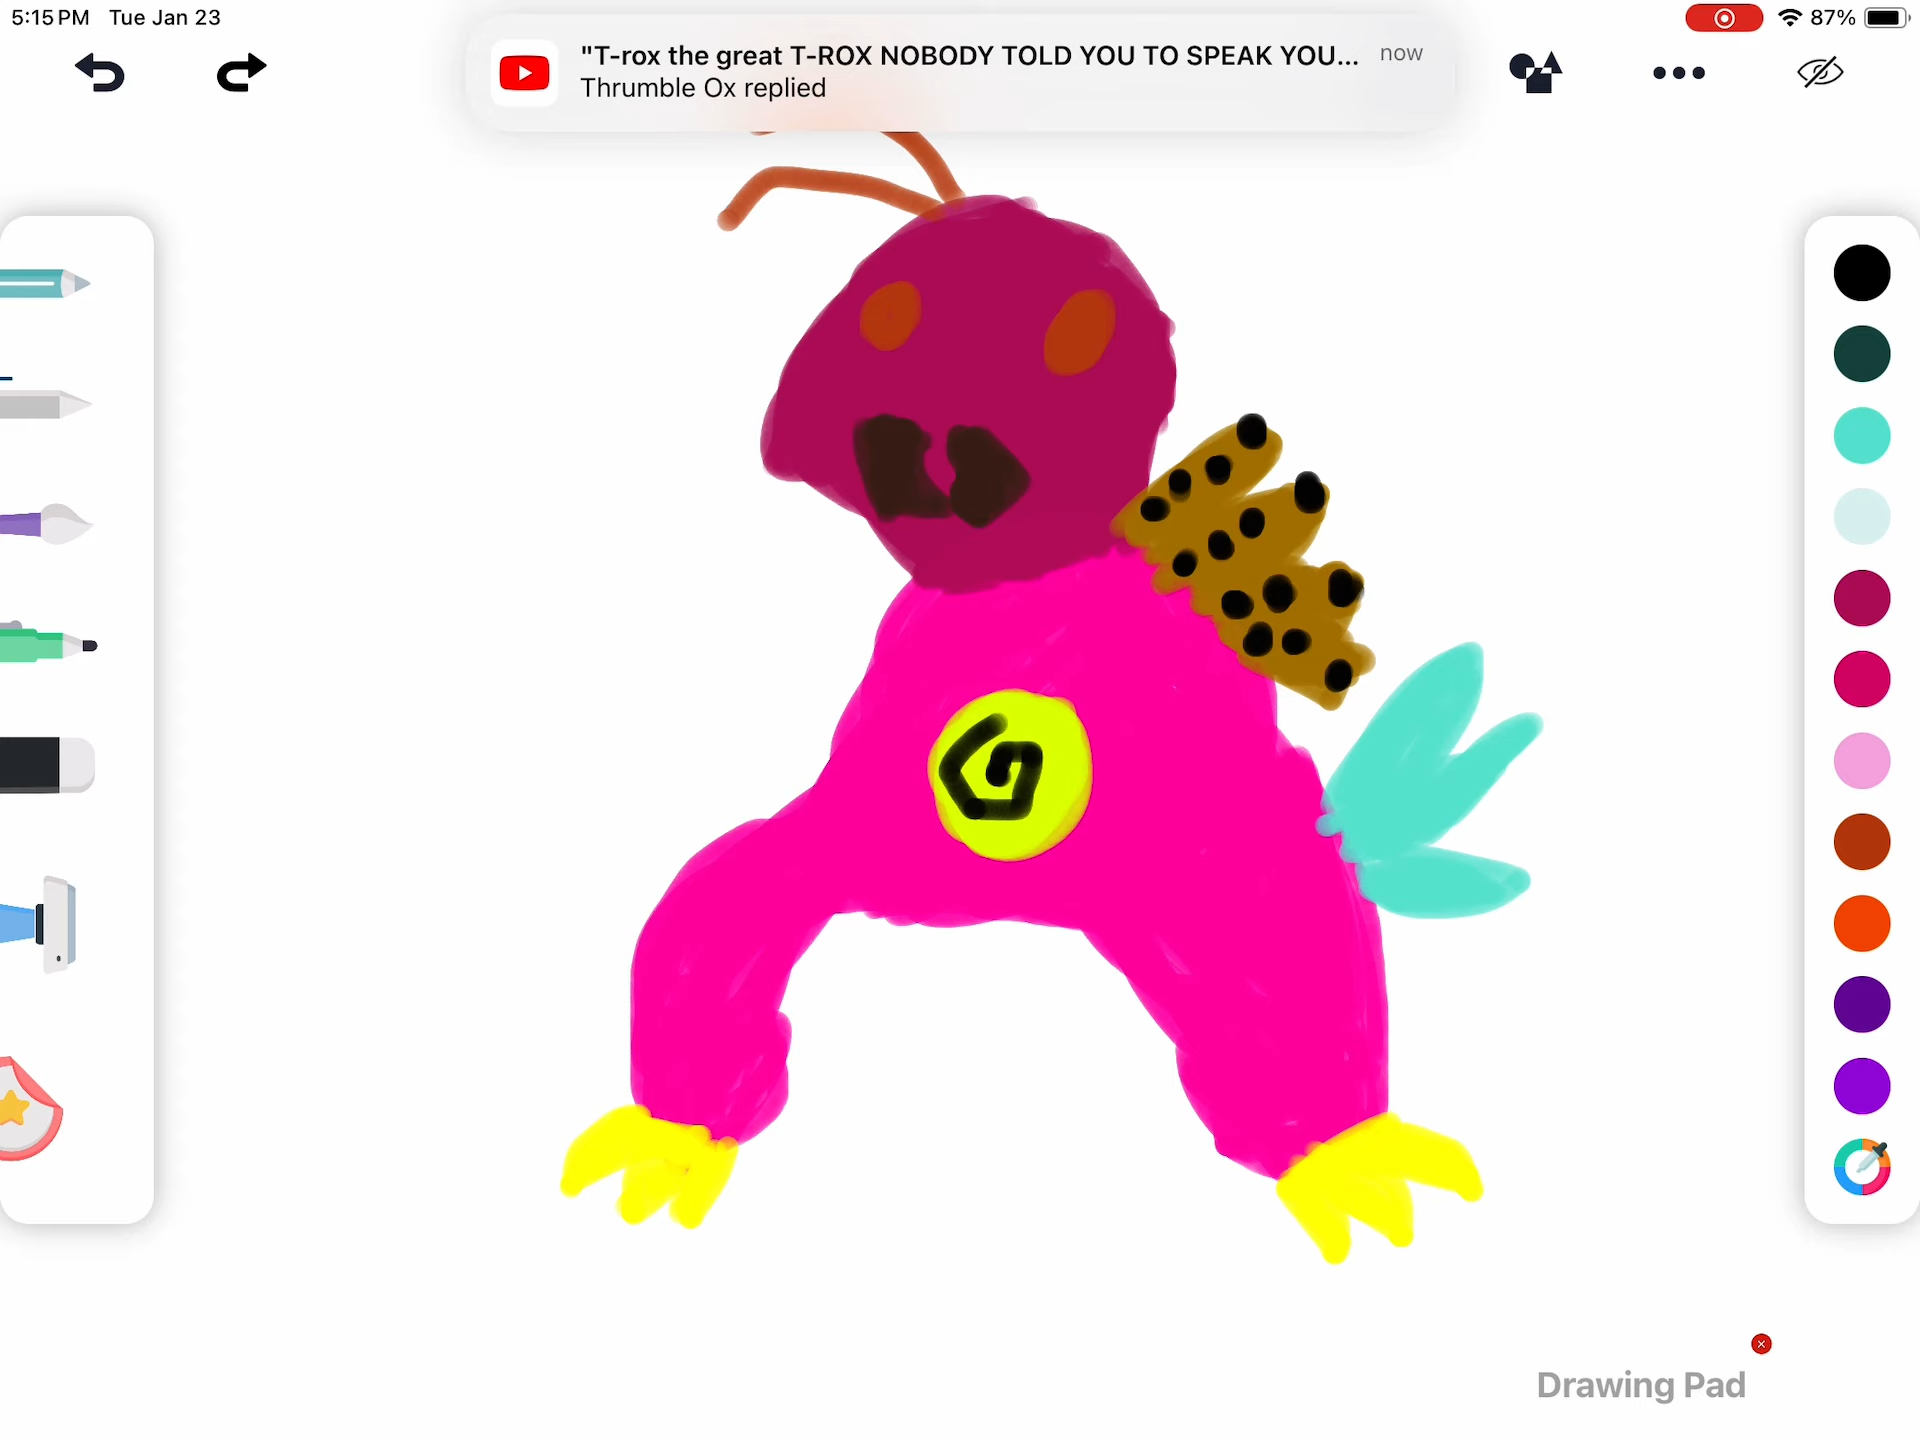 5:15 PM Tue Jan 23
87%
"T-rox the great T-ROX NOBODY TOLD YOU TO SPEAK YOU... now
Thrumble Ox replied
Drawing Pad